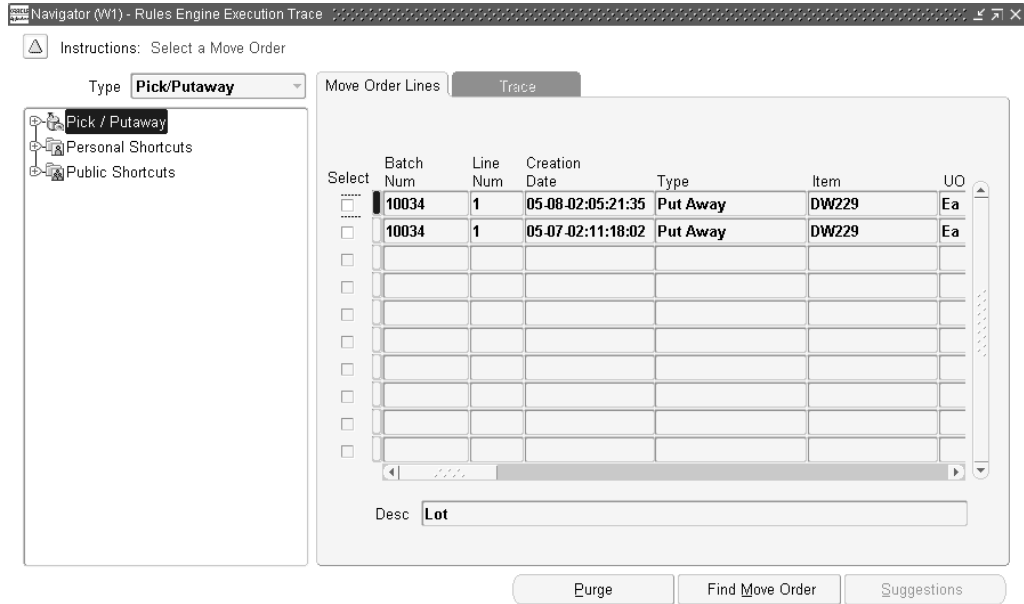 Navigator (W1) - Rules Engine Execution Trace
Instructions: Select a Move Order
Type Pick/Putaway
Pick / Putaway
Personal Shortcuts
Public Shortcuts
Move Order Lines Trace
Select Batch Num Line Num Creation Date Type Item UO
10034 1 05-08-02:05:21:35 Put Away DW229 Ea
10034 1 05-07-02:11:18:02 Put Away DW229 Ea
Desc Lot
Purge Find Move Order Suggestions